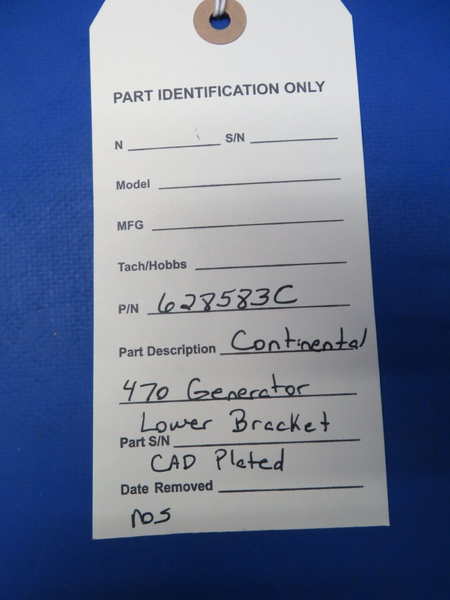 PART IDENTIFICATION ONLY
N S/N
Model
MFG
Tach/Hobbs
P/N 628583C
Part Description Continental
470 Generator
Lower Bracket
Part S/N
CAD Plated
Date Removed
NOS